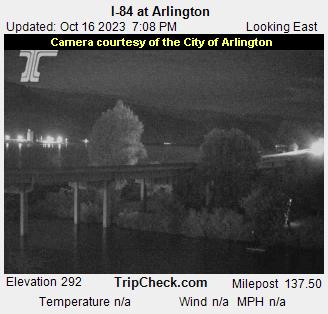 I-84 at Arlington
Updated: Oct 16 2023 7:08 PM Looking East
Camera courtesy of the City of Arlington
Elevation 292 TripCheck.com Milepost 137.50
Temperature n/a Wind n/a MPH n/a